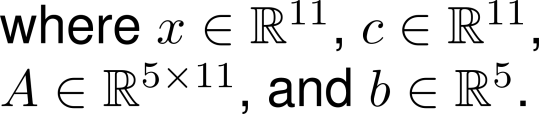 where x ∈ ℝ¹¹, c ∈ ℝ¹¹,
A ∈ ℝ⁵ˣ¹¹, and b ∈ ℝ⁵.